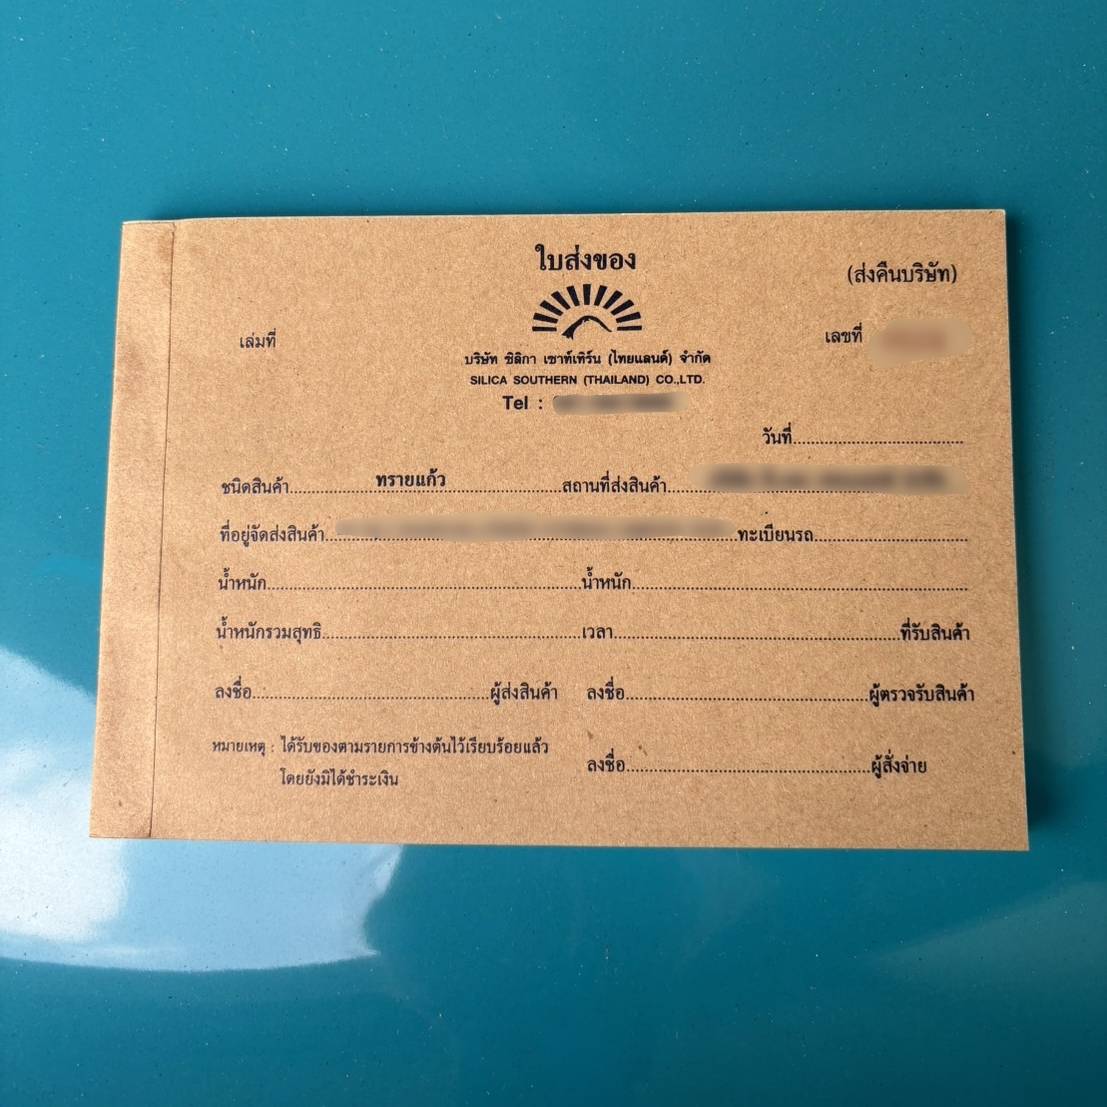 ใบส่งของ
(ส่งคืนบริษัท)
เล่มที่
เลขที่
บริษัท ซิลิกา เซาท์เทิร์น (ไทยแลนด์) จำกัด
SILICA SOUTHERN (THAILAND) CO.,LTD.
Tel :
วันที่
ชนิดสินค้า ทรายแก้ว สถานที่ส่งสินค้า
ที่อยู่จัดส่งสินค้า ทะเบียนรถ
น้ำหนัก น้ำหนัก
น้ำหนักรวมสุทธิ เวลา ที่รับสินค้า
ลงชื่อ ผู้ส่งสินค้า ลงชื่อ ผู้ตรวจรับสินค้า
หมายเหตุ : ได้รับของตามรายการข้างต้นไว้เรียบร้อยแล้ว
โดยยังมิได้ชำระเงิน
ลงชื่อ ผู้สั่งจ่าย